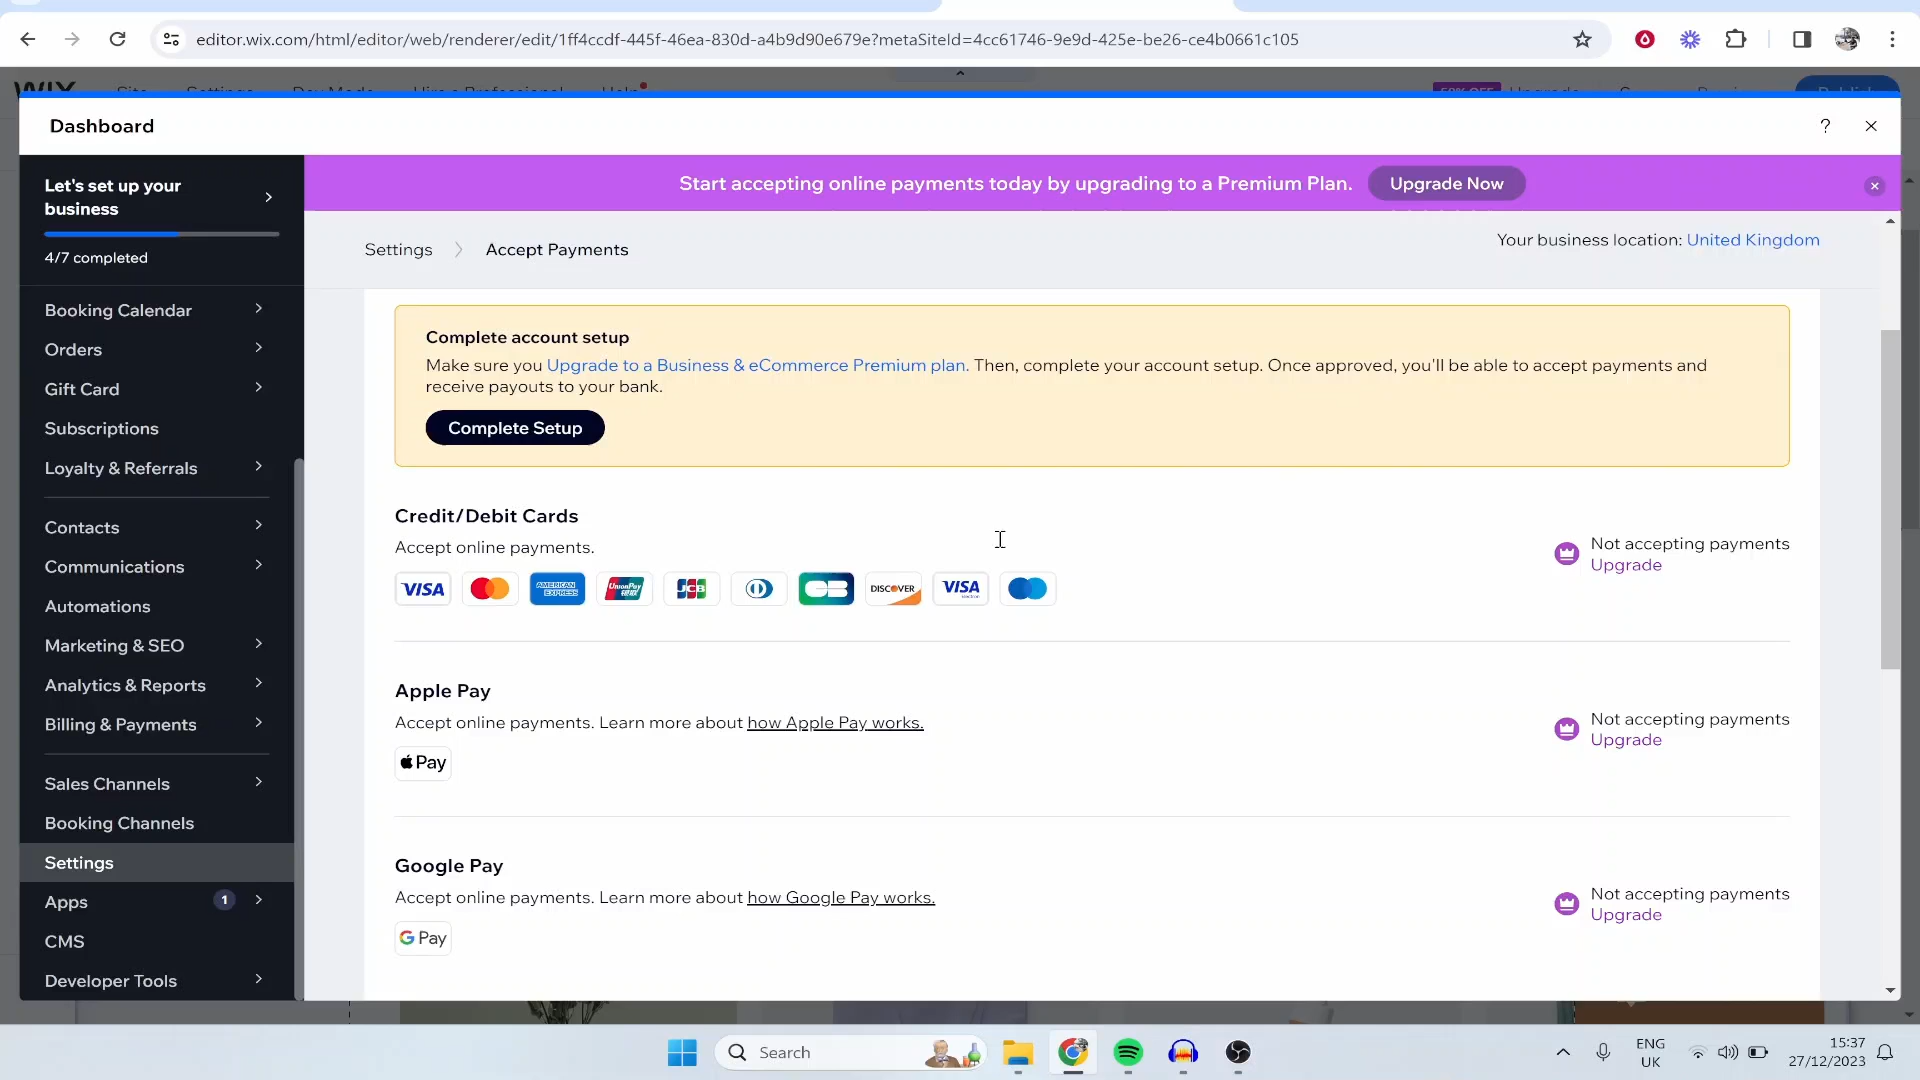 editor.wix.com/html/editor/web/renderer/edit/1ff4ccdf-445f-46ea-830d-a4b9d90e679e?metaSiteId=4cc61746-9e9d-425e-be26-ce4b0661c105
Dashboard
?
Let's set up your
business
4/7 completed
Booking Calendar
Orders
Gift Card
Subscriptions
Loyalty & Referrals
Contacts
Communications
Automations
Marketing & SEO
Analytics & Reports
Billing & Payments
Sales Channels
Booking Channels
Settings
Apps 1
CMS
Developer Tools
Start accepting online payments today by upgrading to a Premium Plan. Upgrade Now
Settings Accept Payments
Your business location: United Kingdom
Complete account setup
Make sure you Upgrade to a Business & eCommerce Premium plan. Then, complete your account setup. Once approved, you'll be able to accept payments and
receive payouts to your bank.
Complete Setup
Credit/Debit Cards
Accept online payments.
VISA AMERICAN EXPRESS UnionPay JCB DISCOVER VISA Electron
Not accepting payments
Upgrade
Apple Pay
Accept online payments. Learn more about how Apple Pay works.
Pay
Not accepting payments
Upgrade
Google Pay
Accept online payments. Learn more about how Google Pay works.
G Pay
Not accepting payments
Upgrade
Search
ENG
UK
15:37
27/12/2023